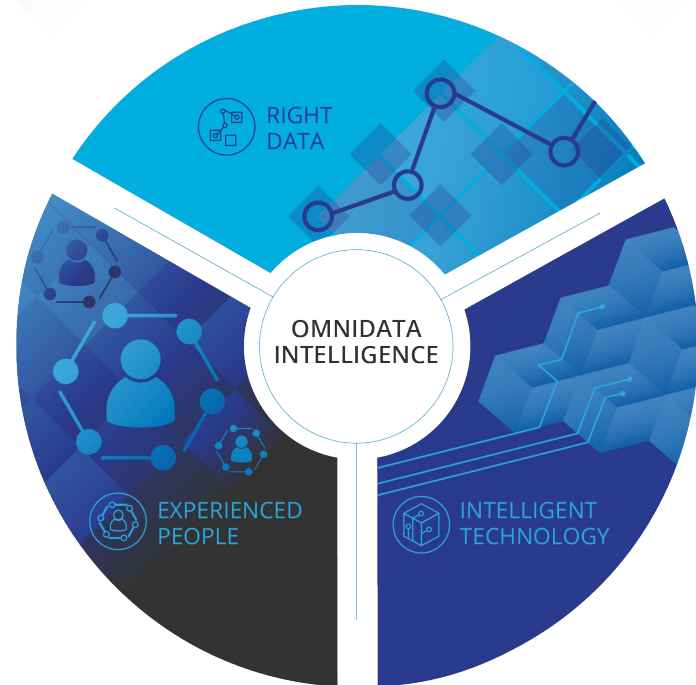 RIGHT
DATA
OMNIDATA
INTELLIGENCE
EXPERIENCED
PEOPLE
INTELLIGENT
TECHNOLOGY